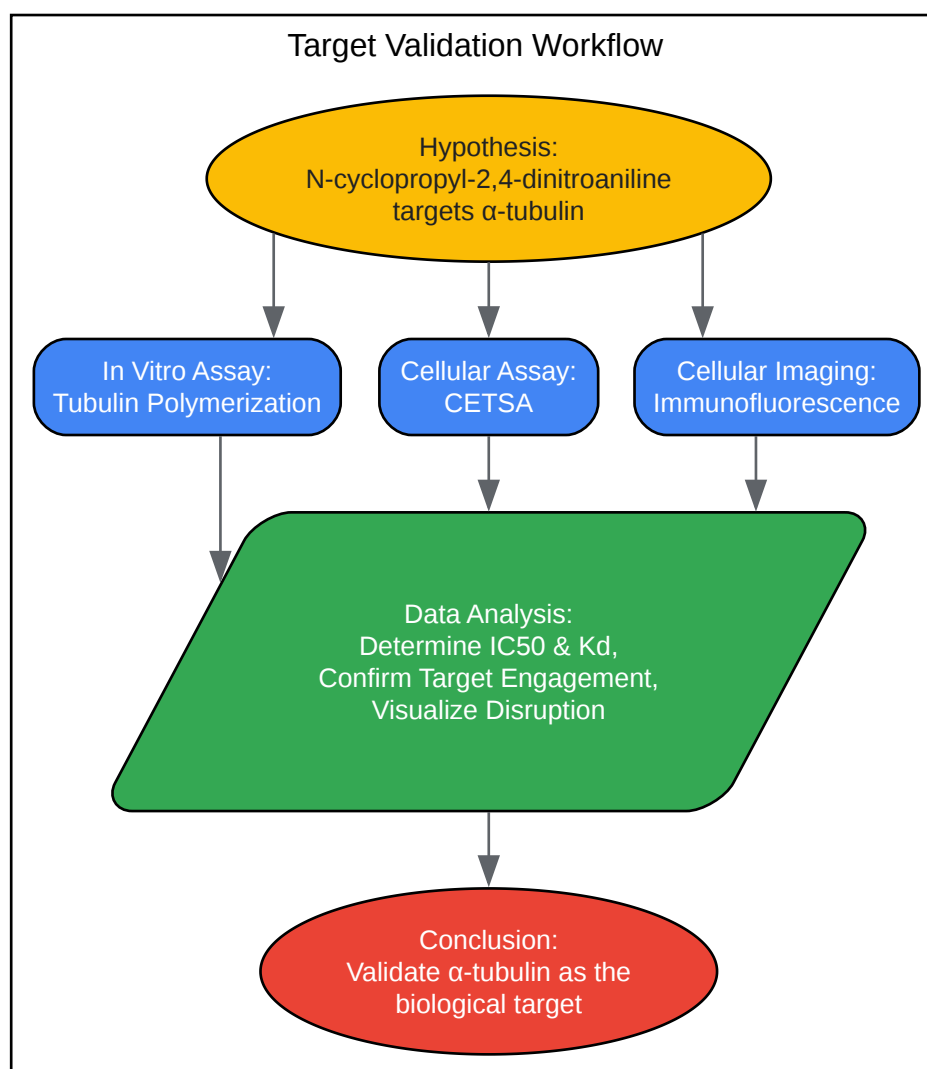 Target Validation Workflow
Hypothesis:
N-cyclopropyl-2,4-dinitroaniline
targets α-tubulin
In Vitro Assay:
Tubulin Polymerization
Cellular Assay:
CETSA
Cellular Imaging:
Immunofluorescence
Data Analysis:
Determine IC50 & Kd,
Confirm Target Engagement,
Visualize Disruption
Conclusion:
Validate α-tubulin as the
biological target